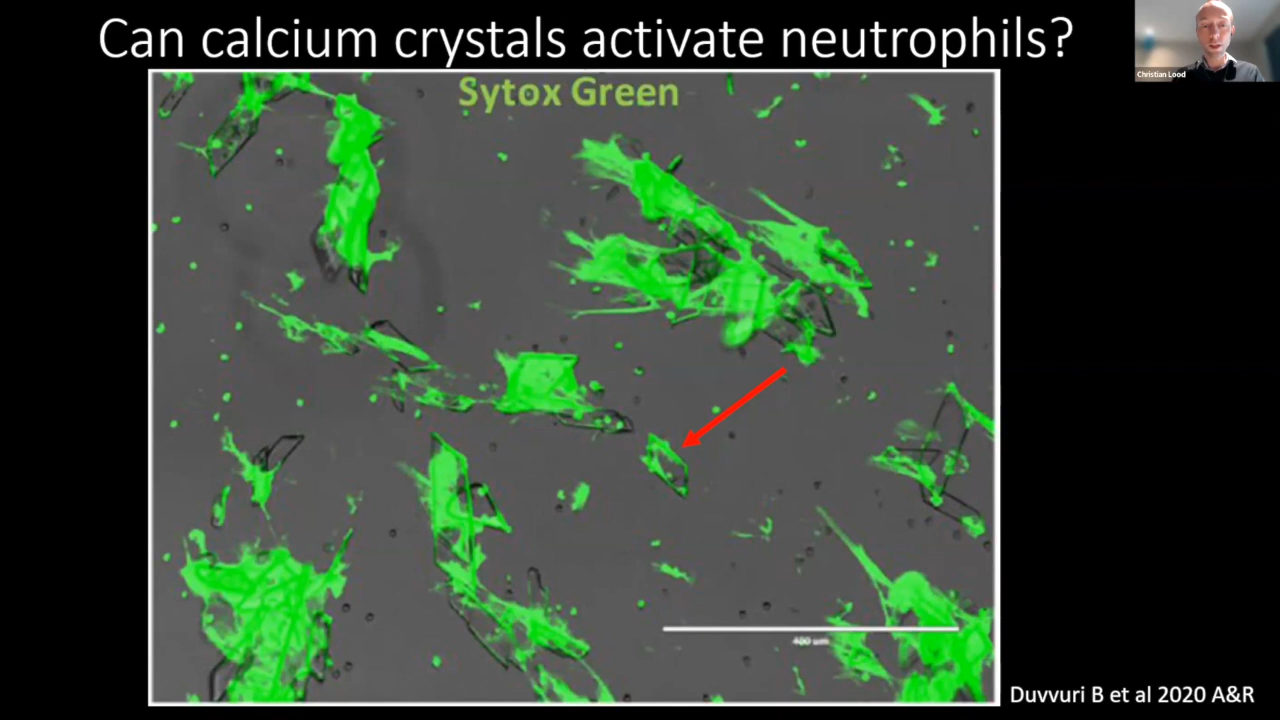 Can calcium crystals activate neutrophils?
Christian Lood
Sytox Green
400 um
Duvvuri B et al 2020 A&R